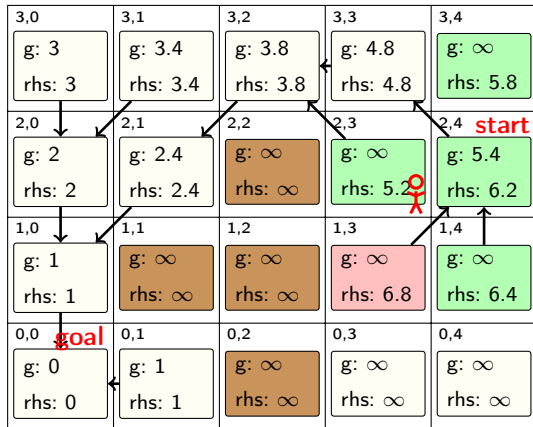 3,0 3,1 3,2 3,3 3,4
g: 3 g: 3.4 g: 3.8 g: 4.8 g: ∞
rhs: 3 rhs: 3.4 rhs: 3.8 rhs: 4.8 rhs: 5.8
2,0 2,1 2,2 2,3 2,4 start
g: 2 g: 2.4 g: ∞ g: ∞ g: 5.4
rhs: 2 rhs: 2.4 rhs: ∞ rhs: 5.2 rhs: 6.2
1,0 1,1 1,2 1,3 1,4
g: 1 g: ∞ g: ∞ g: ∞ g: ∞
rhs: 1 rhs: ∞ rhs: ∞ rhs: 6.8 rhs: 6.4
0,0 goal 0,1 0,2 0,3 0,4
g: 0 g: 1 g: ∞ g: ∞ g: ∞
rhs: 0 rhs: 1 rhs: ∞ rhs: ∞ rhs: ∞